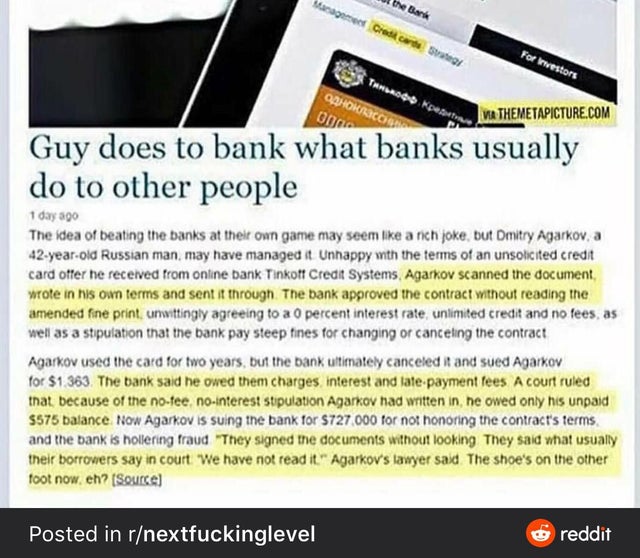 the Bank
Management Credit cards Strategy
For Investors
Тинькофф Кредитные
VIA THEMETAPICTURE.COM
Guy does to bank what banks usually
do to other people
1 day ago
The idea of beating the banks at their own game may seem like a rich joke, but Dmitry Agarkov, a
42-year-old Russian man, may have managed it. Unhappy with the terms of an unsolicited credit
card offer he received from online bank Tinkoff Credit Systems, Agarkov scanned the document,
wrote in his own terms and sent it through. The bank approved the contract without reading the
amended fine print, unwittingly agreeing to a 0 percent interest rate, unlimited credit and no fees, as
well as a stipulation that the bank pay steep fines for changing or canceling the contract.
Agarkov used the card for two years, but the bank ultimately canceled it and sued Agarkov
for $1,363. The bank said he owed them charges, interest and late-payment fees. A court ruled
that, because of the no-fee, no-interest stipulation Agarkov had written in, he owed only his unpaid
$575 balance. Now Agarkov is suing the bank for $727,000 for not honoring the contract's terms,
and the bank is hollering fraud. "They signed the documents without looking. They said what usually
their borrowers say in court: 'We have not read it,'" Agarkov's lawyer said. The shoe's on the other
foot now, eh? [Source]
Posted in r/nextfuckinglevel
reddit